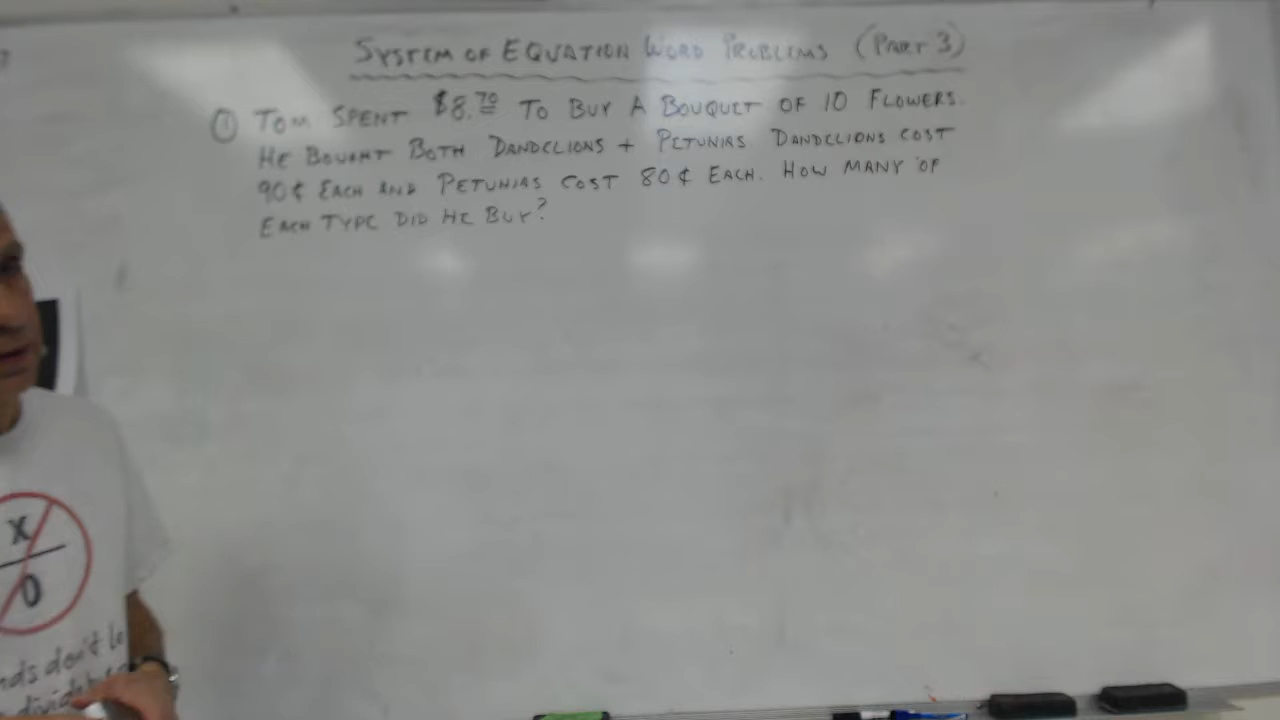 SYSTEM OF EQUATION WORD PROBLEMS (PART 3)
① TOM SPENT $8.70 TO BUY A BOUQUET OF 10 FLOWERS.
HE BOUGHT BOTH DANDELIONS + PETUNIAS DANDELIONS COST
90¢ EACH AND PETUNIAS COST 80¢ EACH. HOW MANY OF
EACH TYPE DID HE BUY?
X
0
don't